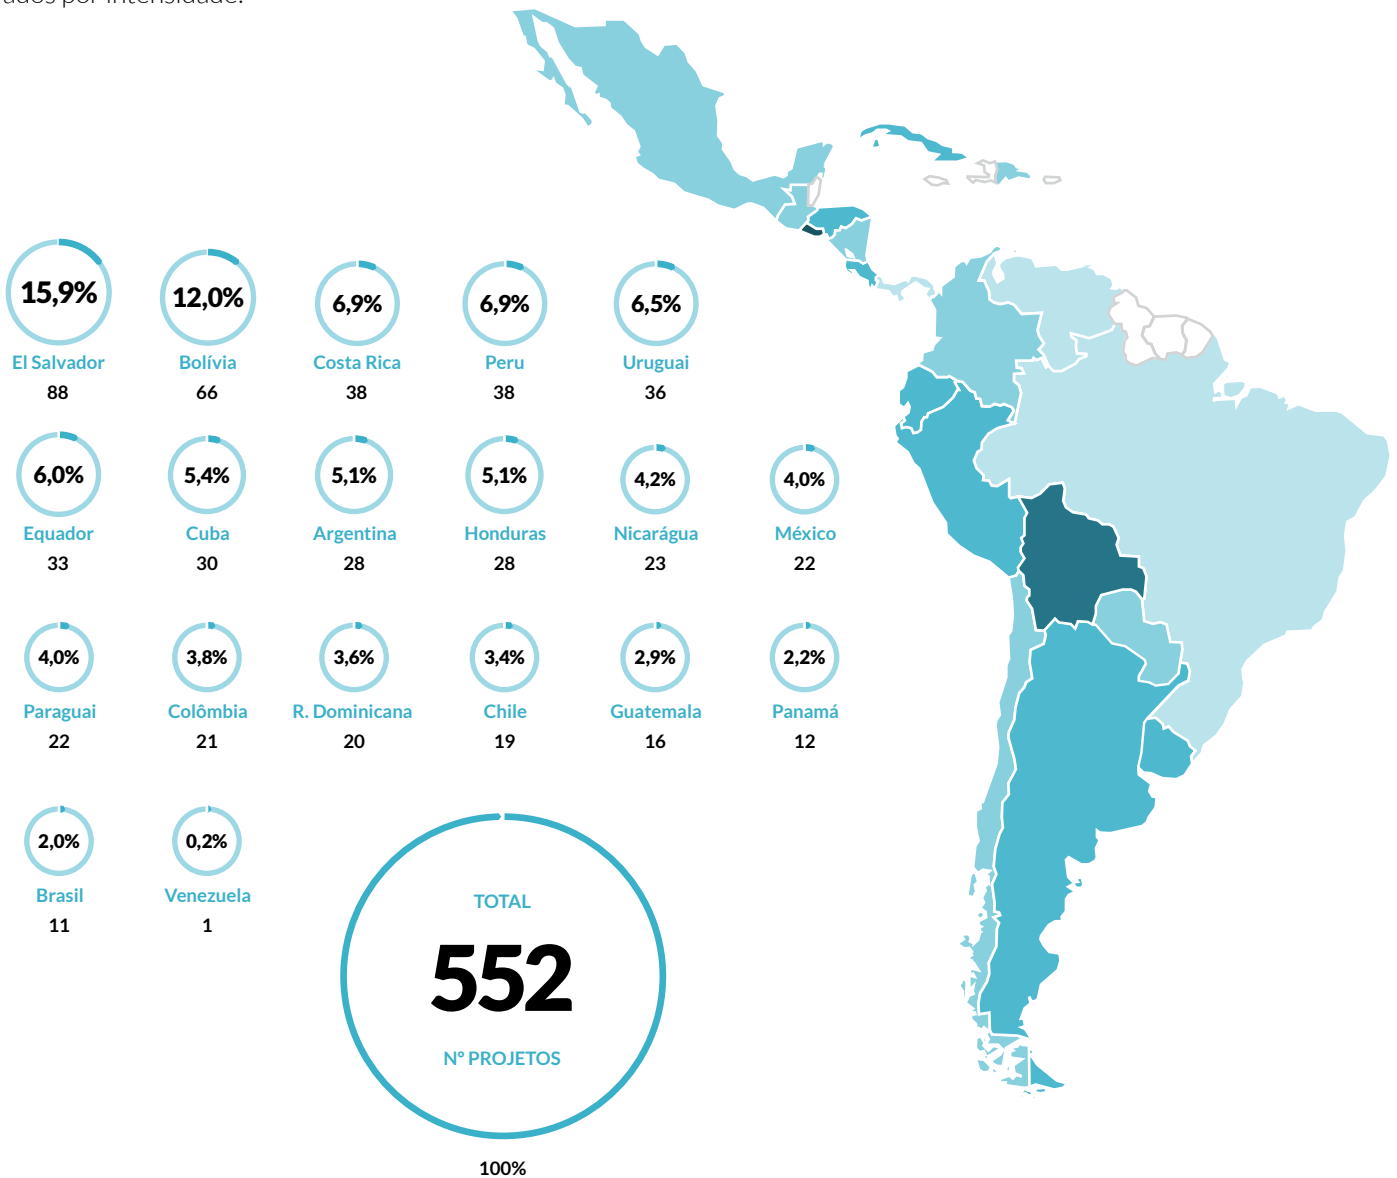 ados por intensidade.
15,9%
12,0%
6,9%
6,9%
6,5%
El Salvador
Bolívia
Costa Rica
Peru
Uruguai
88
66
38
38
36
6,0%
5,4%
5,1%
5,1%
4,2%
4,0%
Equador
Cuba
Argentina
Honduras
Nicarágua
México
33
30
28
28
23
22
4,0%
3,8%
3,6%
3,4%
2,9%
2,2%
Paraguai
Colômbia
R. Dominicana
Chile
Guatemala
Panamá
22
21
20
19
16
12
2,0%
0,2%
Brasil
Venezuela
11
1
TOTAL
552
Nº PROJETOS
100%